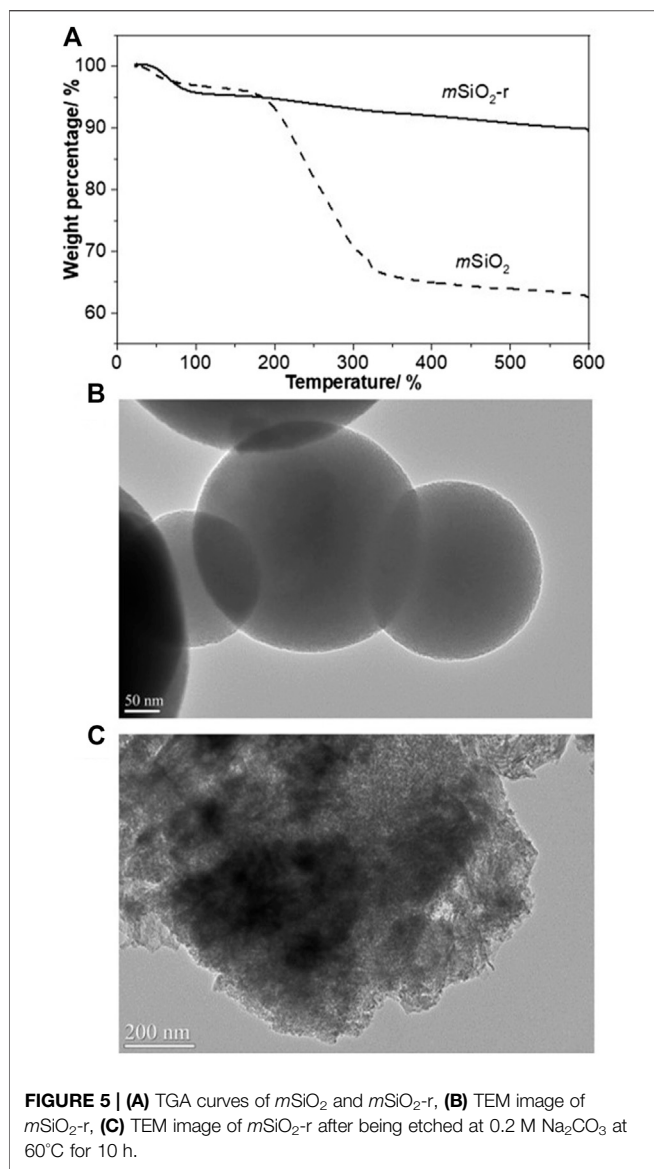 A
100
90
80
70
60
Weight percentage/ %
mSiO₂-r
mSiO₂
0 100 200 300 400 500 600
Temperature/ %
B
50 nm
C
200 nm
FIGURE 5 | (A) TGA curves of mSiO₂ and mSiO₂-r, (B) TEM image of
mSiO₂-r, (C) TEM image of mSiO₂-r after being etched at 0.2 M Na₂CO₃ at
60°C for 10 h.